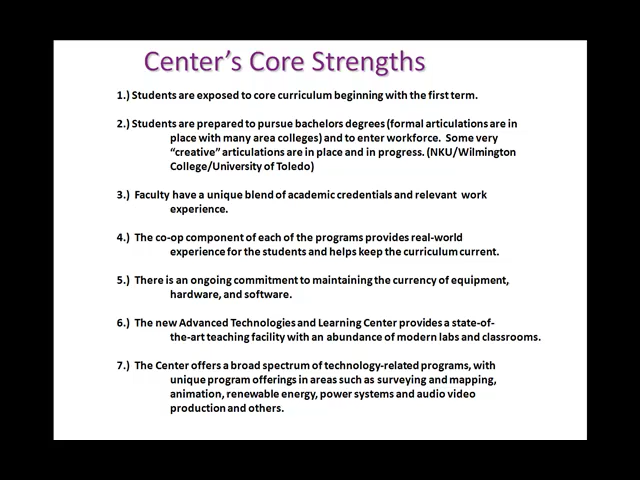 Center's Core Strengths
1.) Students are exposed to core curriculum beginning with the first term.
2.) Students are prepared to pursue bachelors degrees (formal articulations are in
place with many area colleges) and to enter workforce. Some very
“creative” articulations are in place and in progress. (NKU/Wilmington
College/University of Toledo)
3.) Faculty have a unique blend of academic credentials and relevant work
experience.
4.) The co-op component of each of the programs provides real-world
experience for the students and helps keep the curriculum current.
5.) There is an ongoing commitment to maintaining the currency of equipment,
hardware, and software.
6.) The new Advanced Technologies and Learning Center provides a state-of-
the-art teaching facility with an abundance of modern labs and classrooms.
7.) The Center offers a broad spectrum of technology-related programs, with
unique program offerings in areas such as surveying and mapping,
animation, renewable energy, power systems and audio video
production and others.